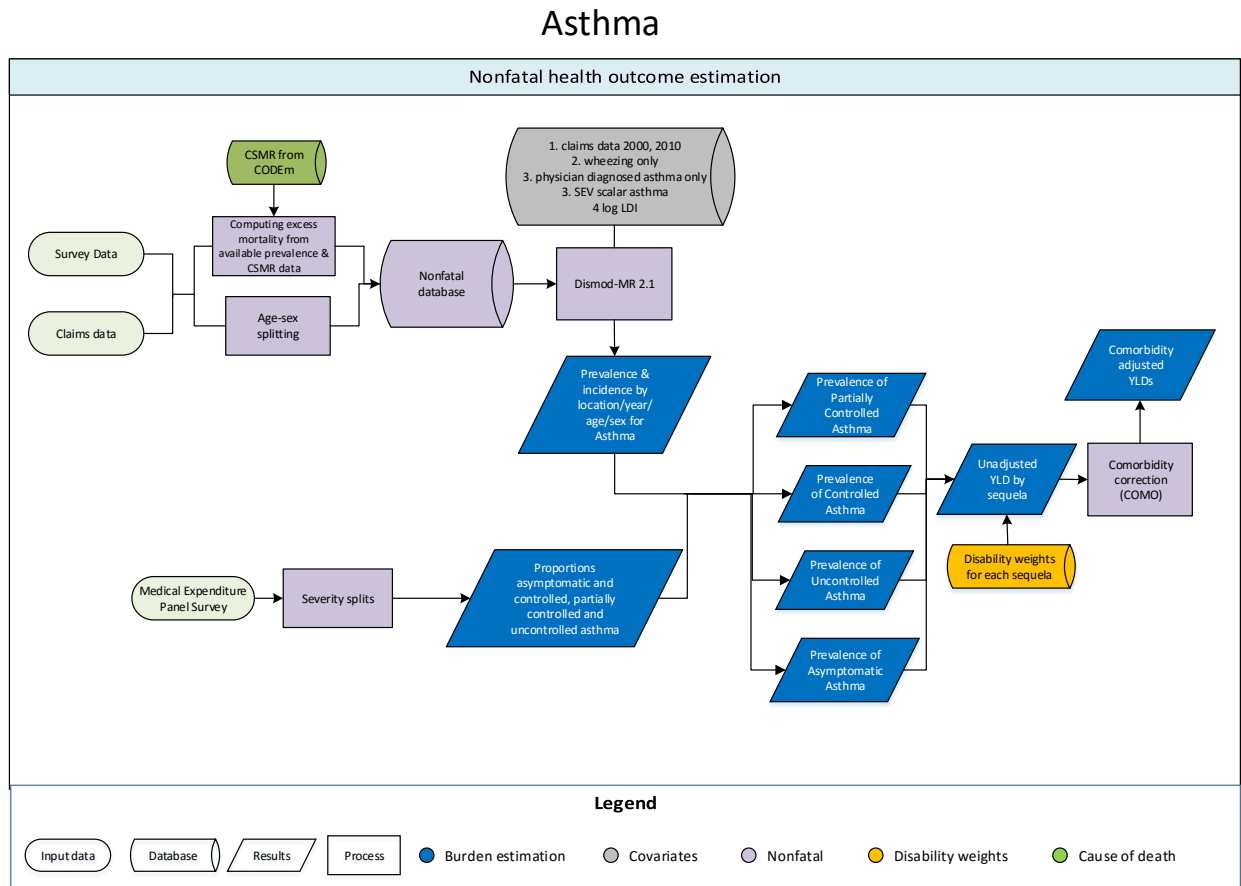 Asthma
Nonfatal health outcome estimation
CSMR from
CODEm
1. claims data 2000, 2010
2. wheezing only
3. physician diagnosed asthma only
3. SEV scalar asthma
4 log LDI
Survey Data
Claims data
Computing excess
mortality from
available prevalence &
CSMR data
Age-sex
splitting
Nonfatal
database
Dismod-MR 2.1
Prevalence &
incidence by
location/year/
age/sex for
Asthma
Prevalence of
Partially
Controlled
Asthma
Prevalence
of Controlled
Asthma
Prevalence of
Uncontrolled
Asthma
Prevalence of
Asymptomatic
Asthma
Unadjusted
YLD by
sequela
Disability weights
for each sequela
Comorbidity
adjusted
YLDs
Comorbidity
correction
(COMO)
Medical Expenditure
Panel Survey
Severity splits
Proportions
asymptomatic and
controlled, partially
controlled and
uncontrolled asthma
Legend
Input data
Database
Results
Process
Burden estimation
Covariates
Nonfatal
Disability weights
Cause of death